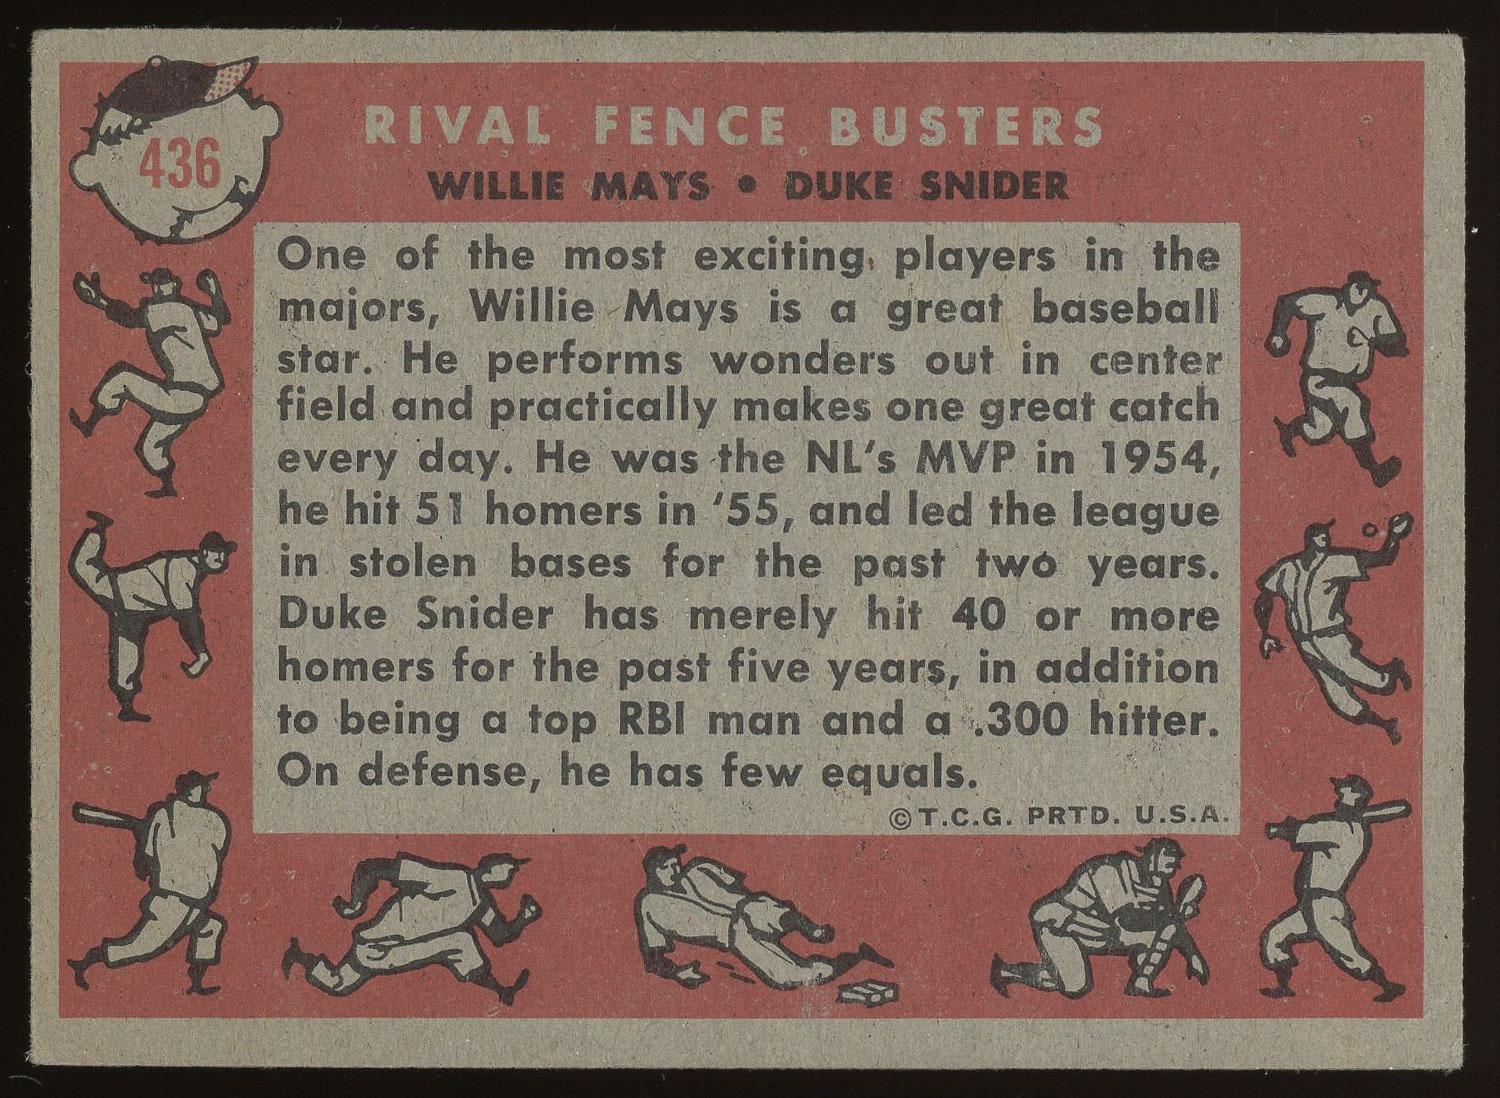 436
RIVAL FENCE BUSTERS
WILLIE MAYS • DUKE SNIDER
One of the most exciting players in the
majors, Willie Mays is a great baseball
star. He performs wonders out in center
field and practically makes one great catch
every day. He was the NL's MVP in 1954,
he hit 51 homers in '55, and led the league
in stolen bases for the past two years.
Duke Snider has merely hit 40 or more
homers for the past five years, in addition
to being a top RBI man and a .300 hitter.
On defense, he has few equals.
©T.C.G. PRTD. U.S.A.